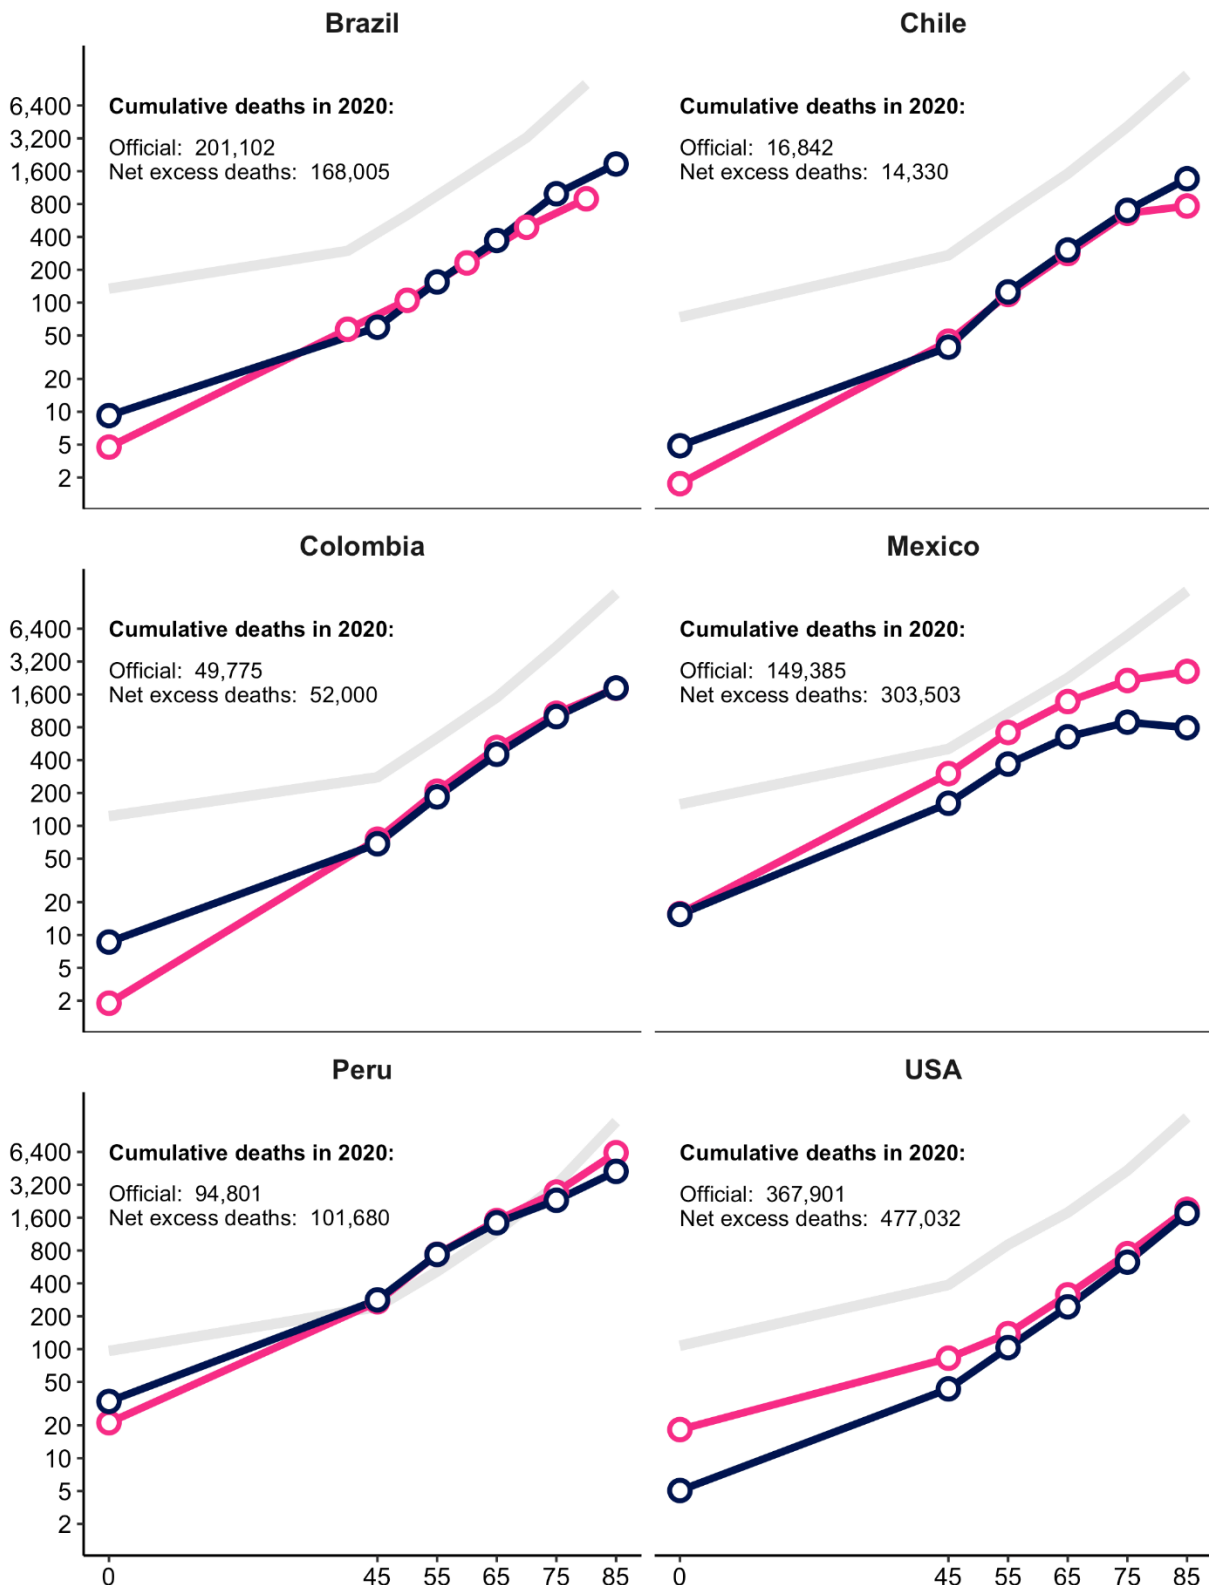 Brazil
Chile
6,400
3,200
1,600
800
400
200
100
50
20
10
5
2
Cumulative deaths in 2020:
Official: 201,102
Net excess deaths: 168,005
Cumulative deaths in 2020:
Official: 16,842
Net excess deaths: 14,330
Colombia
Mexico
6,400
3,200
1,600
800
400
200
100
50
20
10
5
2
Cumulative deaths in 2020:
Official: 49,775
Net excess deaths: 52,000
Cumulative deaths in 2020:
Official: 149,385
Net excess deaths: 303,503
Peru
USA
6,400
3,200
1,600
800
400
200
100
50
20
10
5
2
Cumulative deaths in 2020:
Official: 94,801
Net excess deaths: 101,680
Cumulative deaths in 2020:
Official: 367,901
Net excess deaths: 477,032
0 45 55 65 75 85
0 45 55 65 75 85